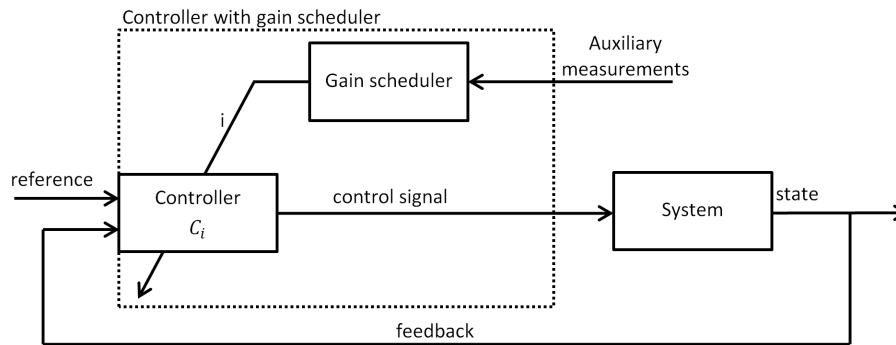 Controller with gain scheduler
Auxiliary
measurements
Gain scheduler
i
reference
Controller
C_i
control signal
System
state
feedback